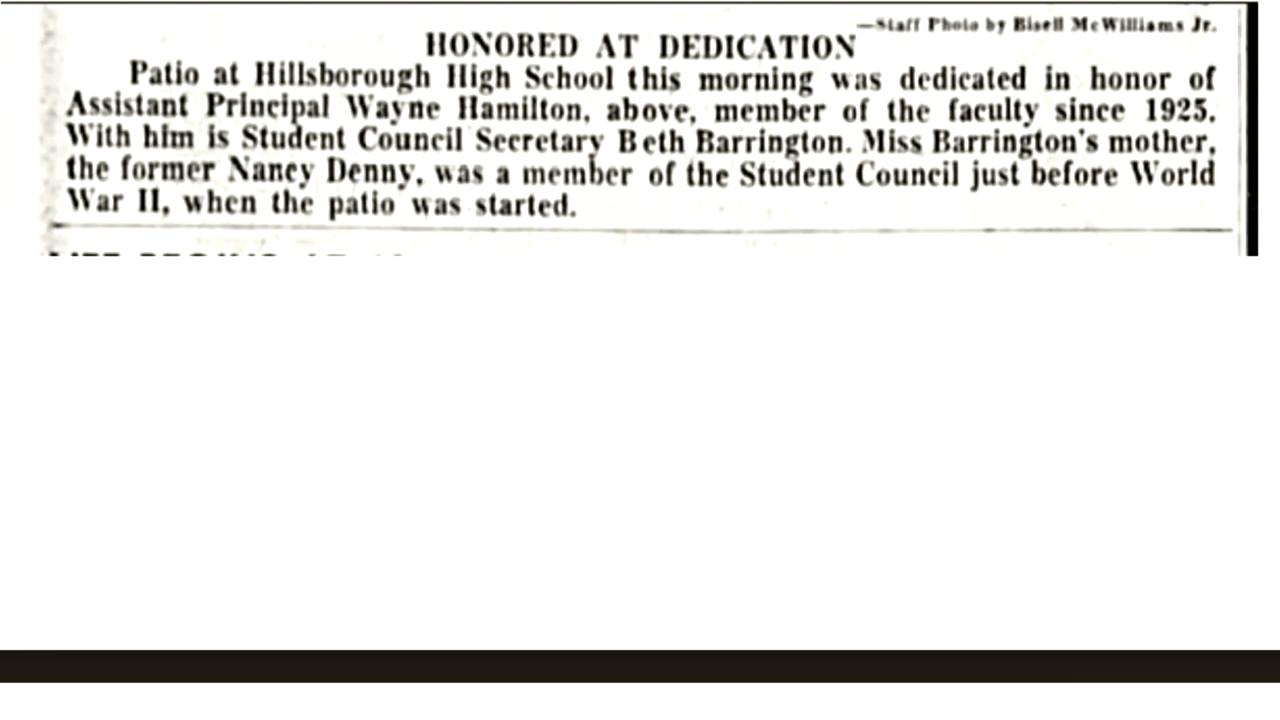 —Staff Photo by Bisell McWilliams Jr.
HONORED AT DEDICATION
Patio at Hillsborough High School this morning was dedicated in honor of
Assistant Principal Wayne Hamilton, above, member of the faculty since 1925.
With him is Student Council Secretary Beth Barrington. Miss Barrington's mother,
the former Nancy Denny, was a member of the Student Council just before World
War II, when the patio was started.